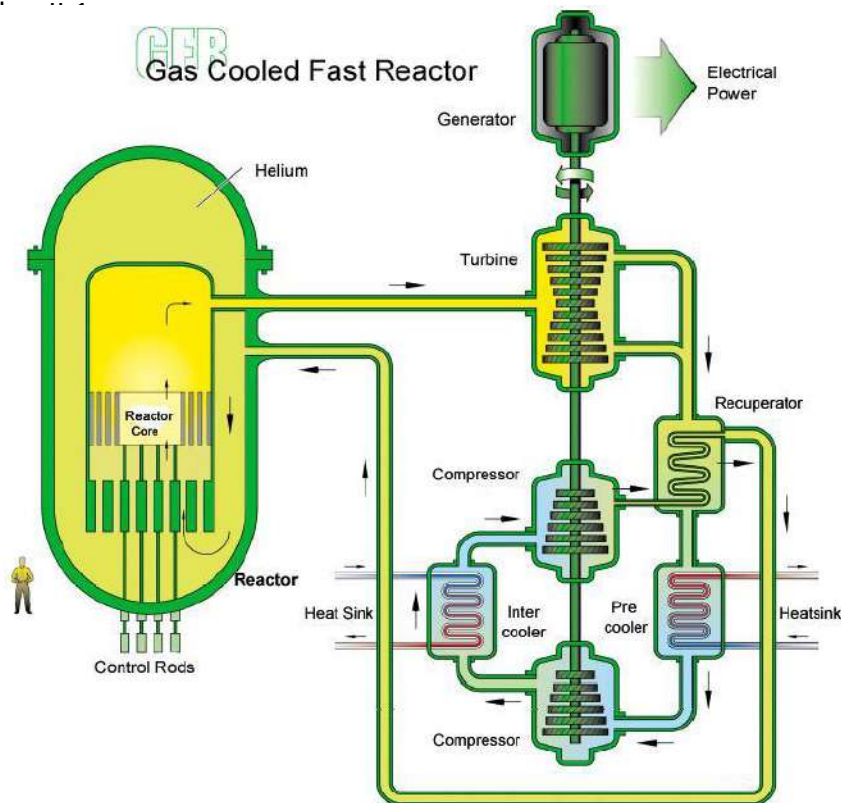 GFR
Gas Cooled Fast Reactor
Electrical
Power
Generator
Helium
Turbine
Reactor
Core
Recuperator
Compressor
Reactor
Heat Sink
Inter
cooler
Pre
cooler
Heatsink
Control Rods
Compressor